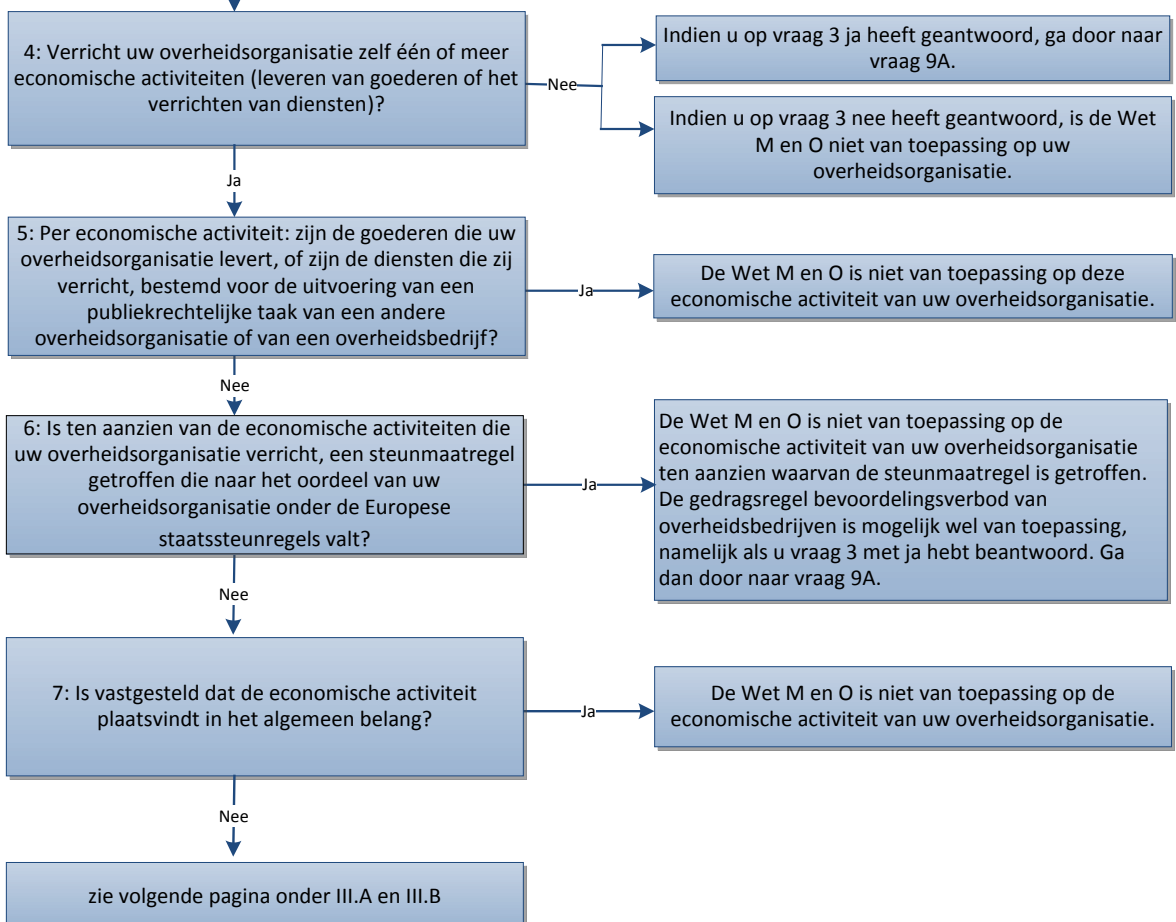 4: Verricht uw overheidsorganisatie zelf één of meer
economische activiteiten (leveren van goederen of het
verrichten van diensten)?
Nee
Indien u op vraag 3 ja heeft geantwoord, ga door naar
vraag 9A.
Indien u op vraag 3 nee heeft geantwoord, is de Wet
M en O niet van toepassing op uw
overheidsorganisatie.
Ja
5: Per economische activiteit: zijn de goederen die uw
overheidsorganisatie levert, of zijn de diensten die zij
verricht, bestemd voor de uitvoering van een
publiekrechtelijke taak van een andere
overheidsorganisatie of van een overheidsbedrijf?
Ja
De Wet M en O is niet van toepassing op deze
economische activiteit van uw overheidsorganisatie.
Nee
6: Is ten aanzien van de economische activiteiten die
uw overheidsorganisatie verricht, een steunmaatregel
getroffen die naar het oordeel van uw
overheidsorganisatie onder de Europese
staatssteunregels valt?
Ja
De Wet M en O is niet van toepassing op de
economische activiteit van uw overheidsorganisatie
ten aanzien waarvan de steunmaatregel is getroffen.
De gedragsregel bevoordelingsverbod van
overheidsbedrijven is mogelijk wel van toepassing,
namelijk als u vraag 3 met ja hebt beantwoord. Ga
dan door naar vraag 9A.
Nee
7: Is vastgesteld dat de economische activiteit
plaatsvindt in het algemeen belang?
Ja
De Wet M en O is niet van toepassing op de
economische activiteit van uw overheidsorganisatie.
Nee
zie volgende pagina onder III.A en III.B